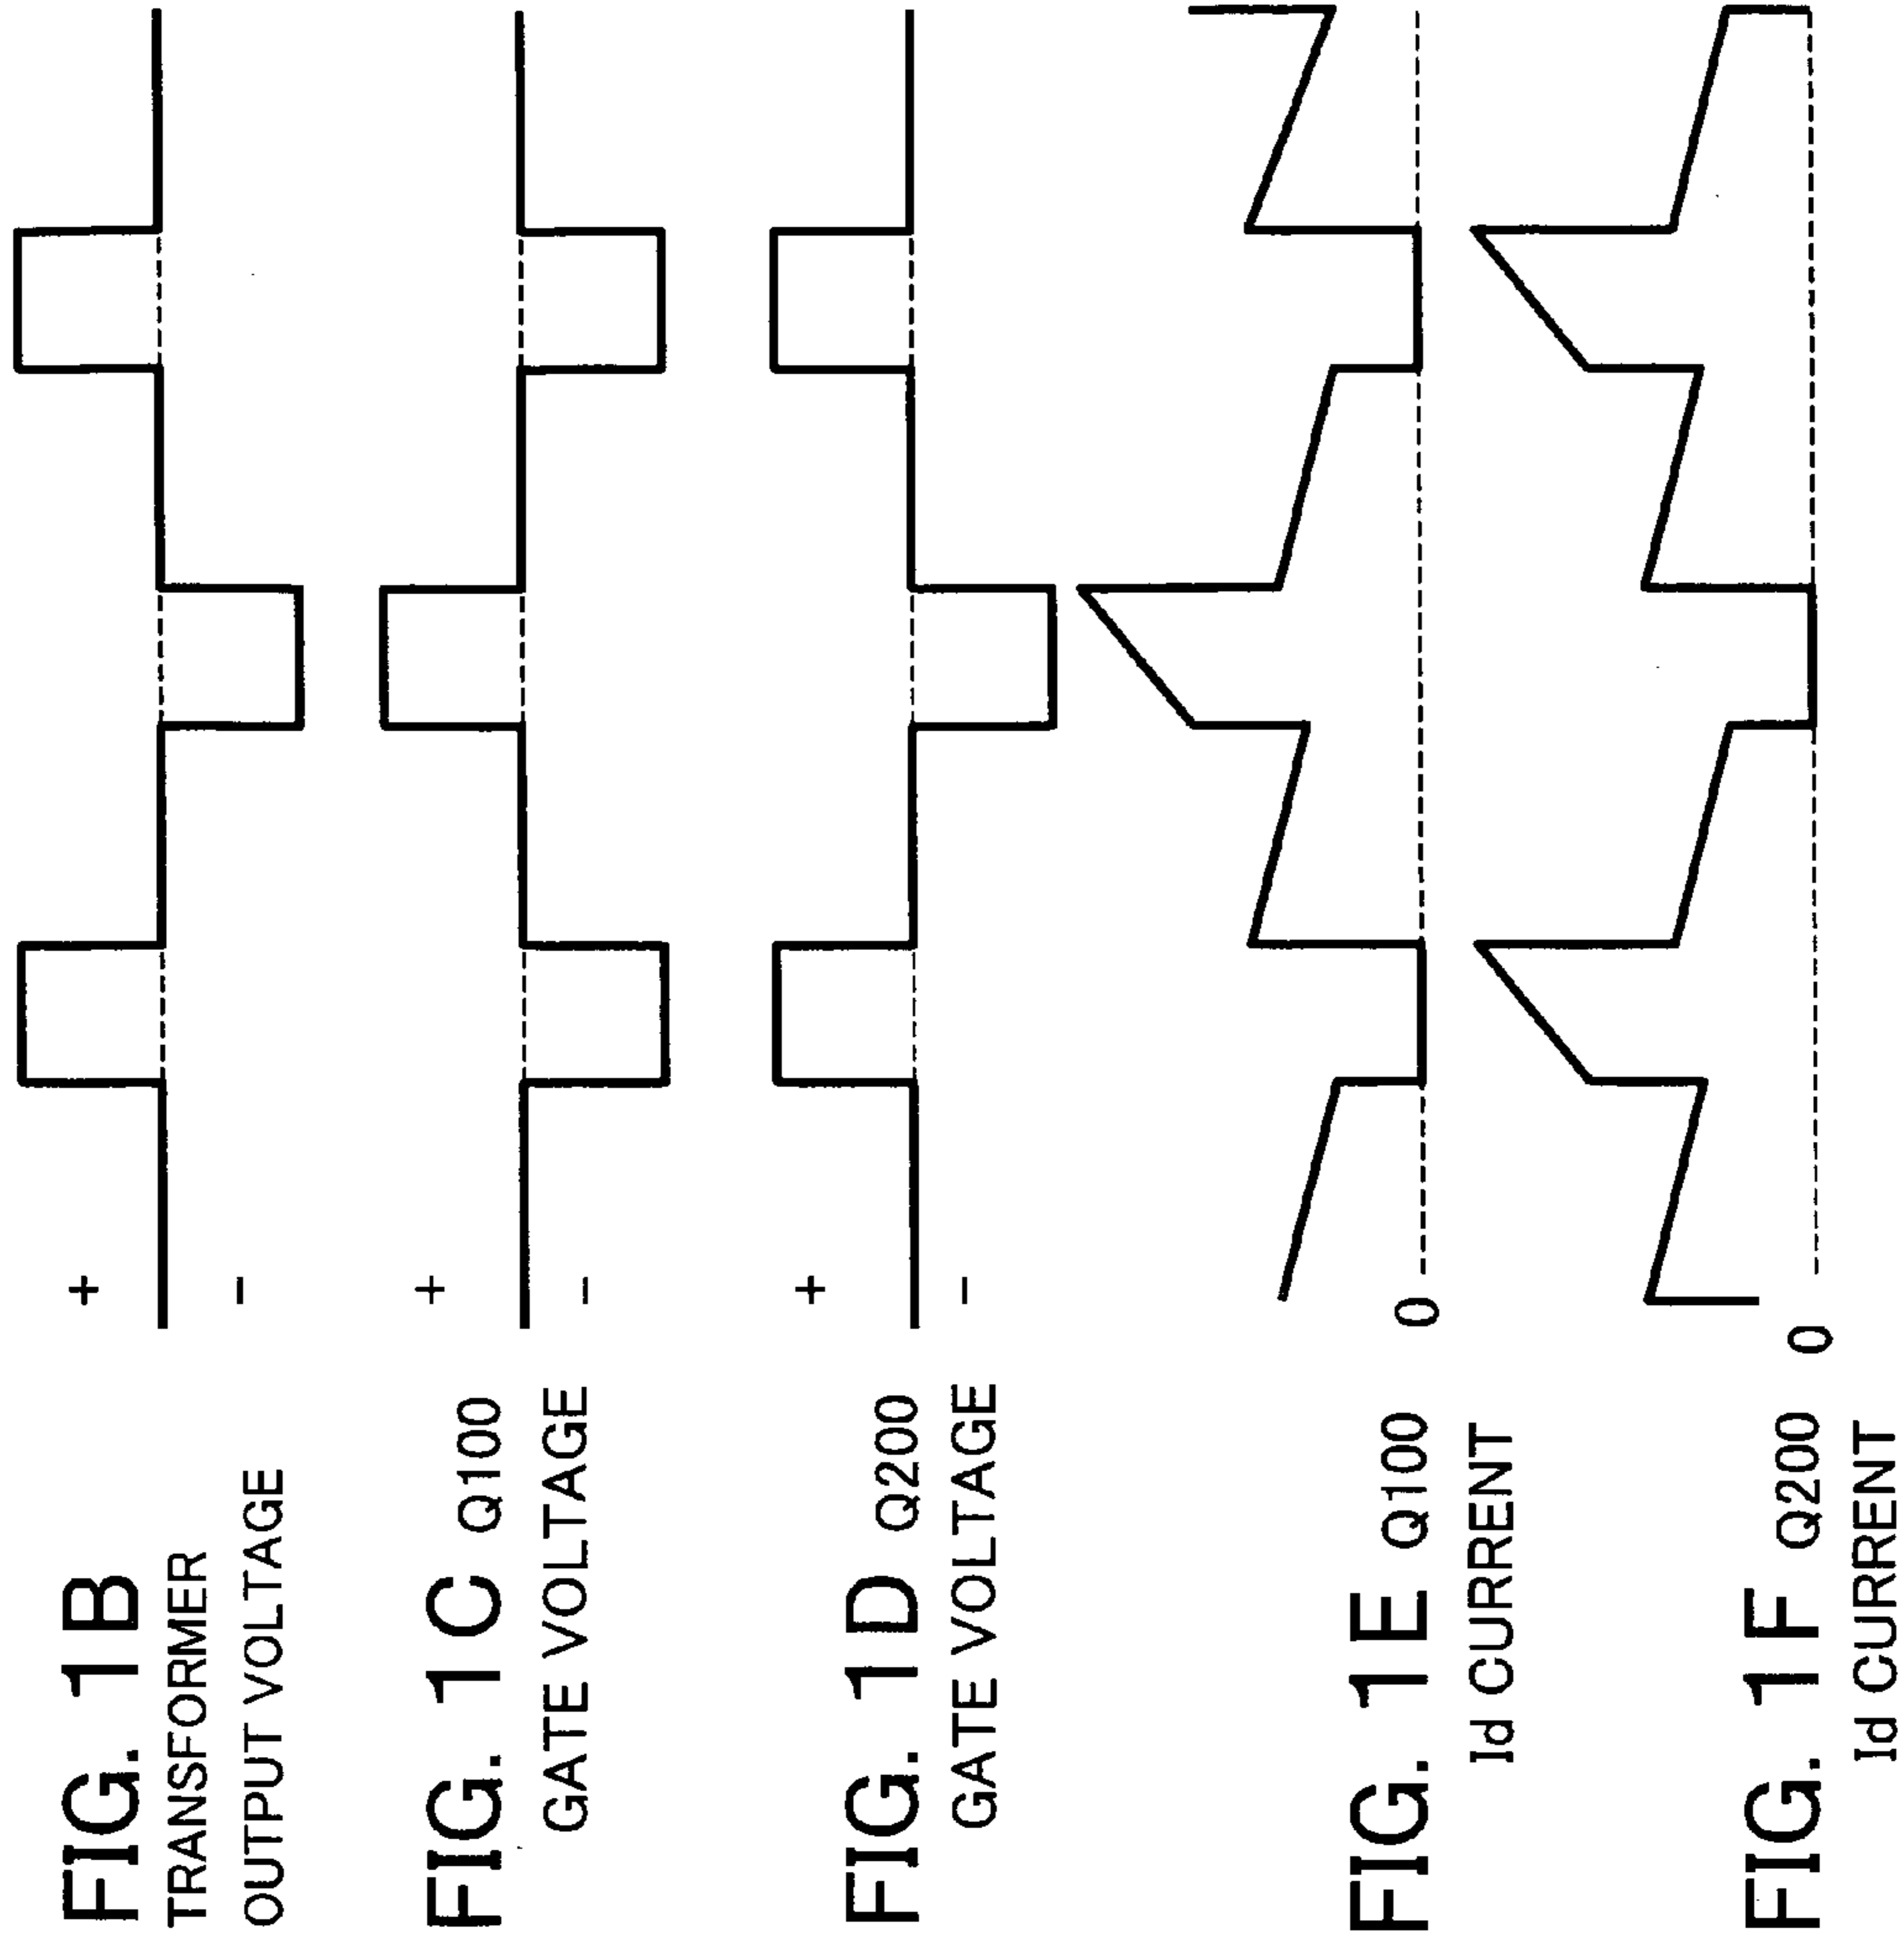 FIG. 1B
TRANSFORMER
OUTPUT VOLTAGE
+
−
FIG. 1C Q100
GATE VOLTAGE
+
−
FIG. 1D Q200
GATE VOLTAGE
+
−
FIG. 1E Q100
Id CURRENT
0
FIG. 1F Q200
Id CURRENT
0